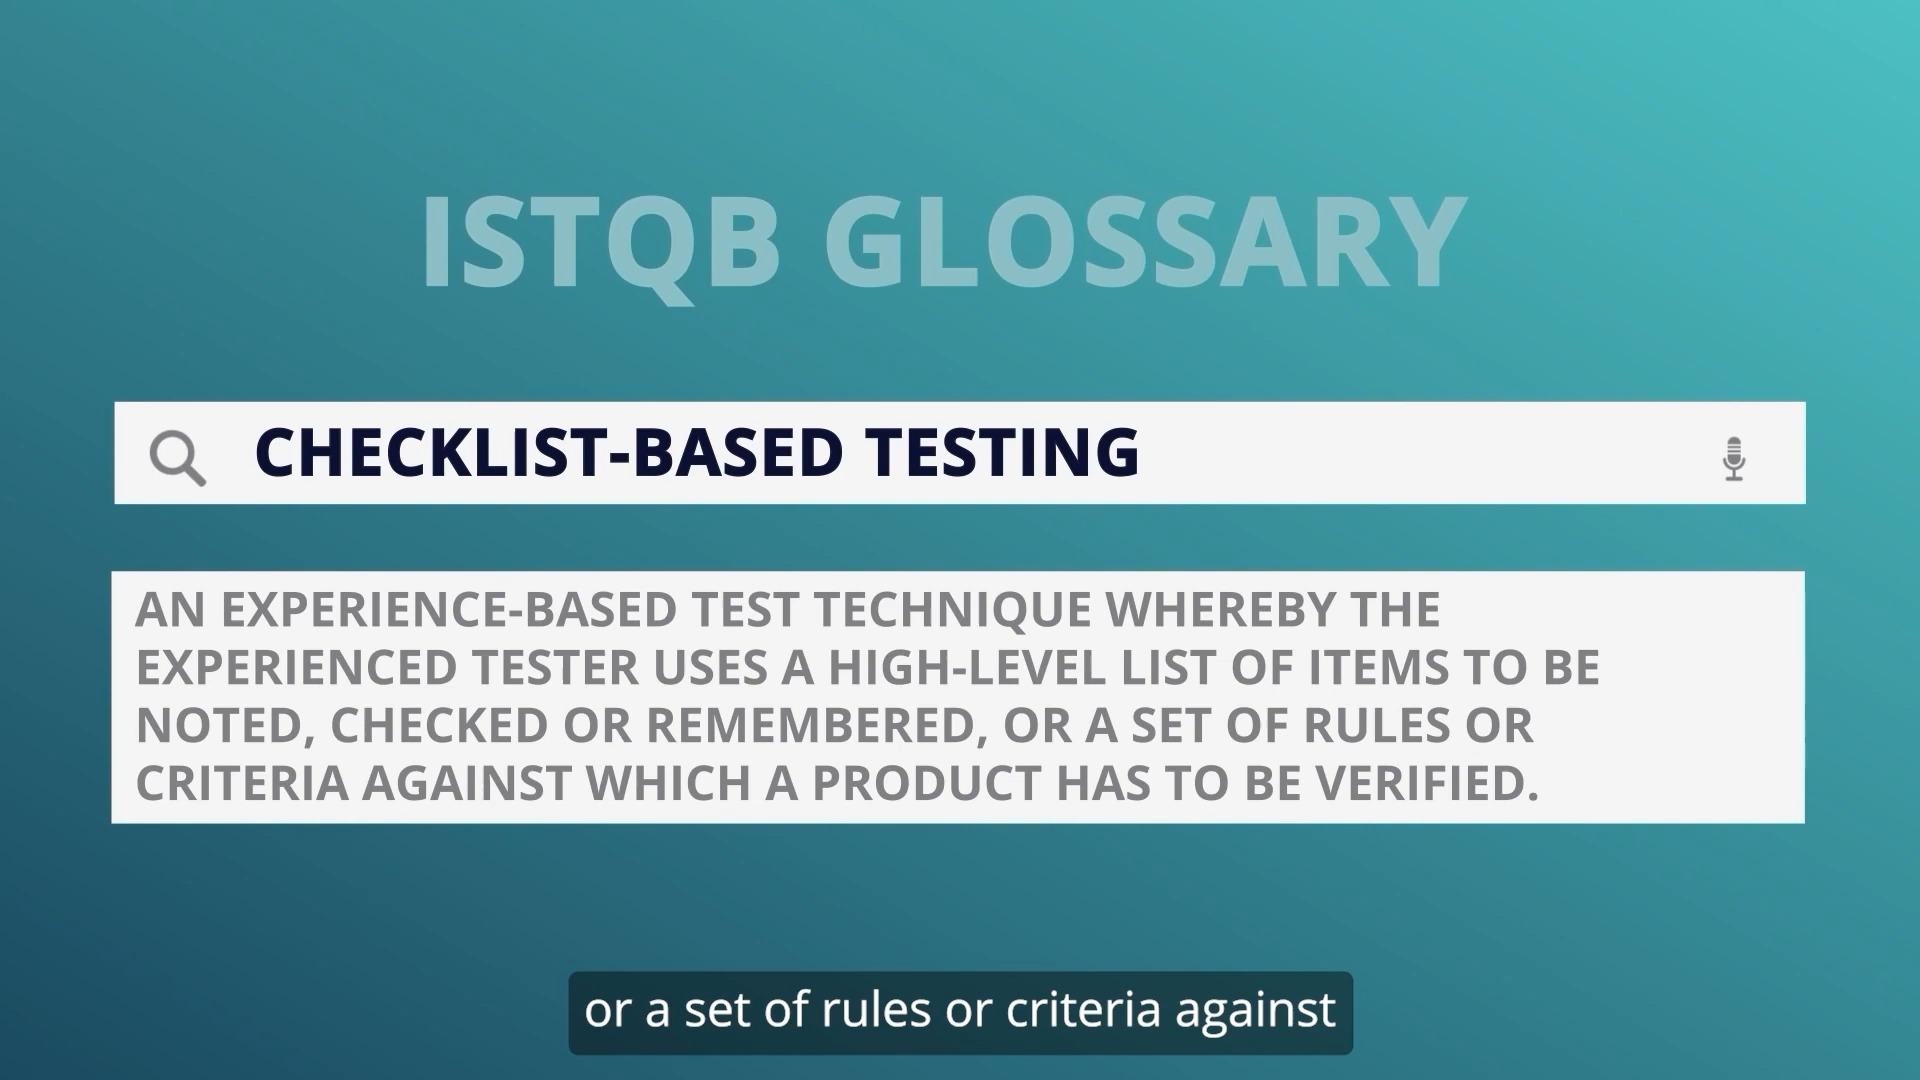 ISTQB GLOSSARY
CHECKLIST-BASED TESTING
AN EXPERIENCE-BASED TEST TECHNIQUE WHEREBY THE
EXPERIENCED TESTER USES A HIGH-LEVEL LIST OF ITEMS TO BE
NOTED, CHECKED OR REMEMBERED, OR A SET OF RULES OR
CRITERIA AGAINST WHICH A PRODUCT HAS TO BE VERIFIED.
or a set of rules or criteria against